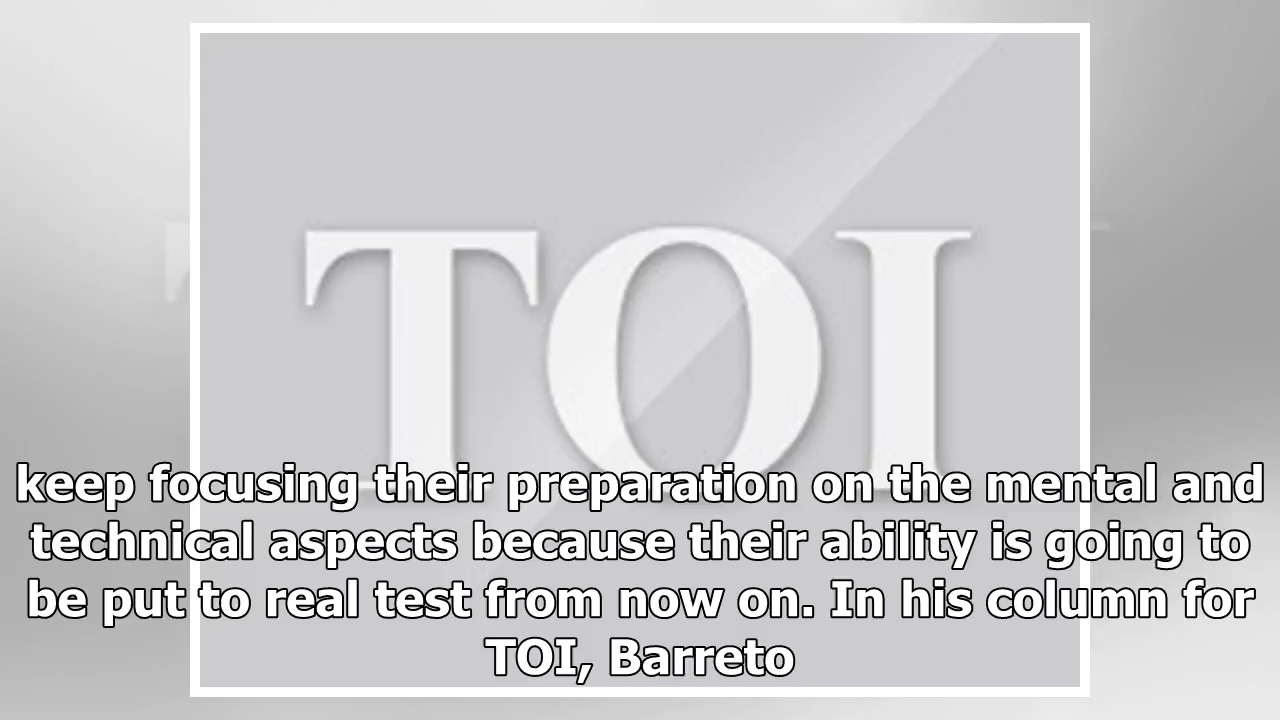 TOI
keep focusing their preparation on the mental and
technical aspects because their ability is going to
be put to real test from now on. In his column for
TOI, Barreto